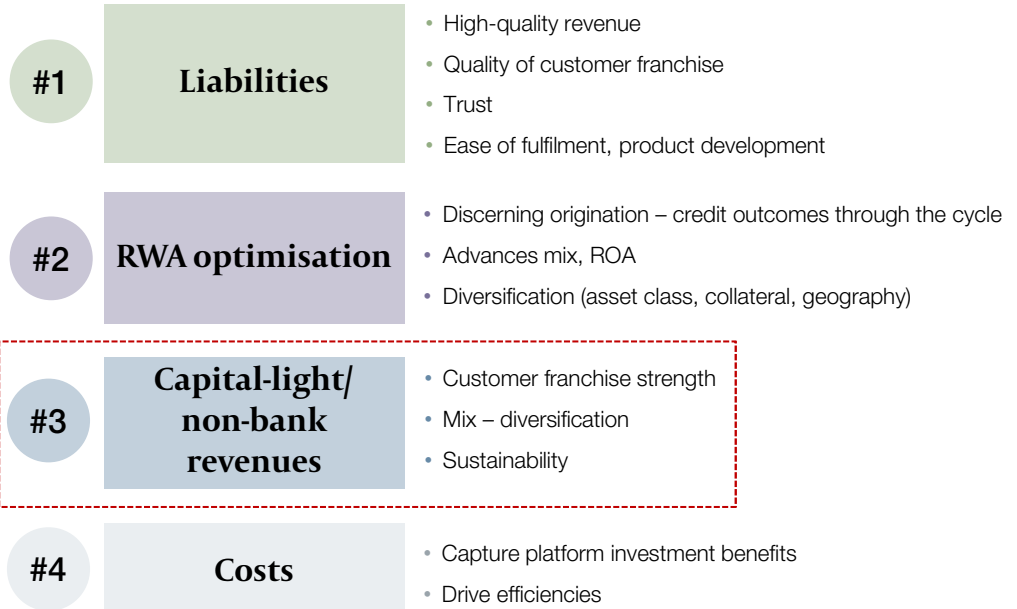 #1
Liabilities
• High-quality revenue
• Quality of customer franchise
• Trust
• Ease of fulfilment, product development
#2
RWA optimisation
• Discerning origination – credit outcomes through the cycle
• Advances mix, ROA
• Diversification (asset class, collateral, geography)
#3
Capital-light/
non-bank
revenues
• Customer franchise strength
• Mix – diversification
• Sustainability
#4
Costs
• Capture platform investment benefits
• Drive efficiencies